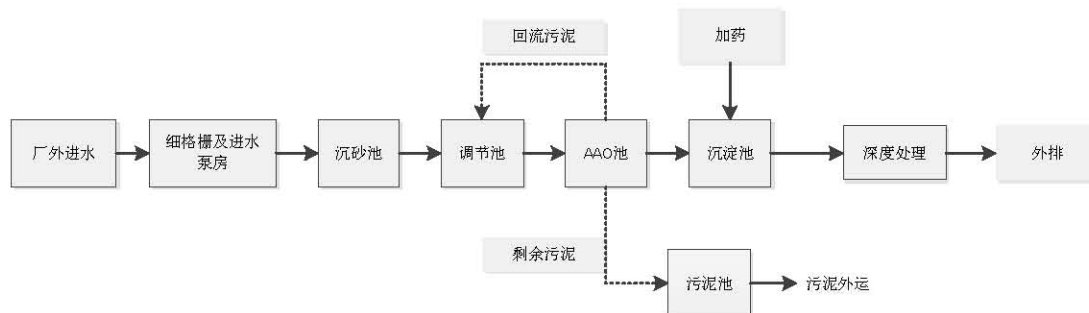 回流污泥
加药
厂外进水
细格栅及进水
泵房
沉砂池
调节池
AAO池
沉淀池
深度处理
外排
剩余污泥
污泥池
污泥外运